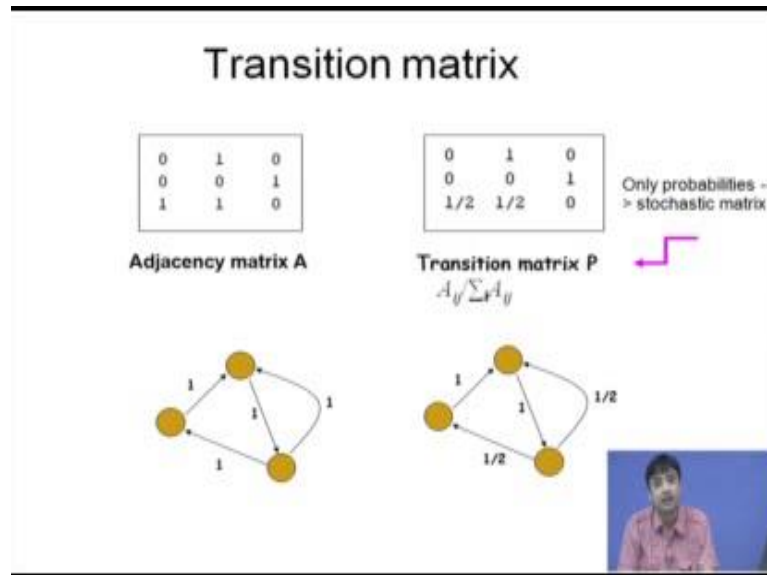 Transition matrix
0 1 0
0 0 1
1 1 0
0 1 0
0 0 1
1/2 1/2 0
Only probabilities -
> stochastic matrix
Adjacency matrix A
Transition matrix P
1
1
1
1
1
1
1/2
1/2